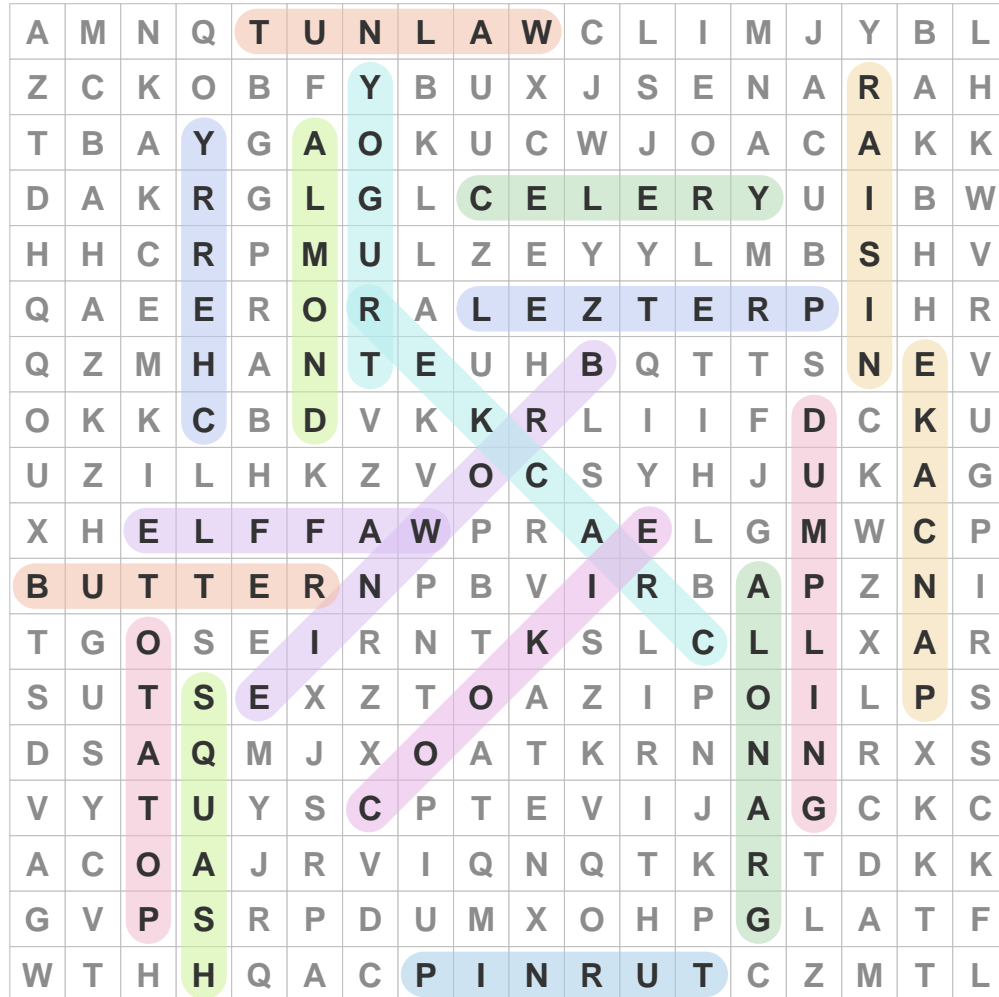 A M N Q T U N L A W C L I M J Y B L
Z C K O B F Y B U X J S E N A R A H
T B A Y G A O K U C W J O A C A K K
D A K R G L G L C E L E R Y U I B W
H H C R P M U L Z E Y Y L M B S H V
Q A E E R O R A L E Z T E R P I H R
Q Z M H A N T E U H B Q T T S N E V
O K K C B D V K K R L I I F D C K U
U Z I L H K Z V O C S Y H J U K A G
X H E L F F A W P R A E L G M W C P
B U T T E R N P B V I R B A P Z N I
T G O S E I R N T K S L C L L X A R
S U T S E X Z T O A Z I P O I L P S
D S A Q M J X O A T K R N N N R X S
V Y T U Y S C P T E V I J A G C K C
A C O A J R V I Q N Q T K R T D K K
G V P S R P D U M X O H P G L A T F
W T H H Q A C P I N R U T C Z M T L